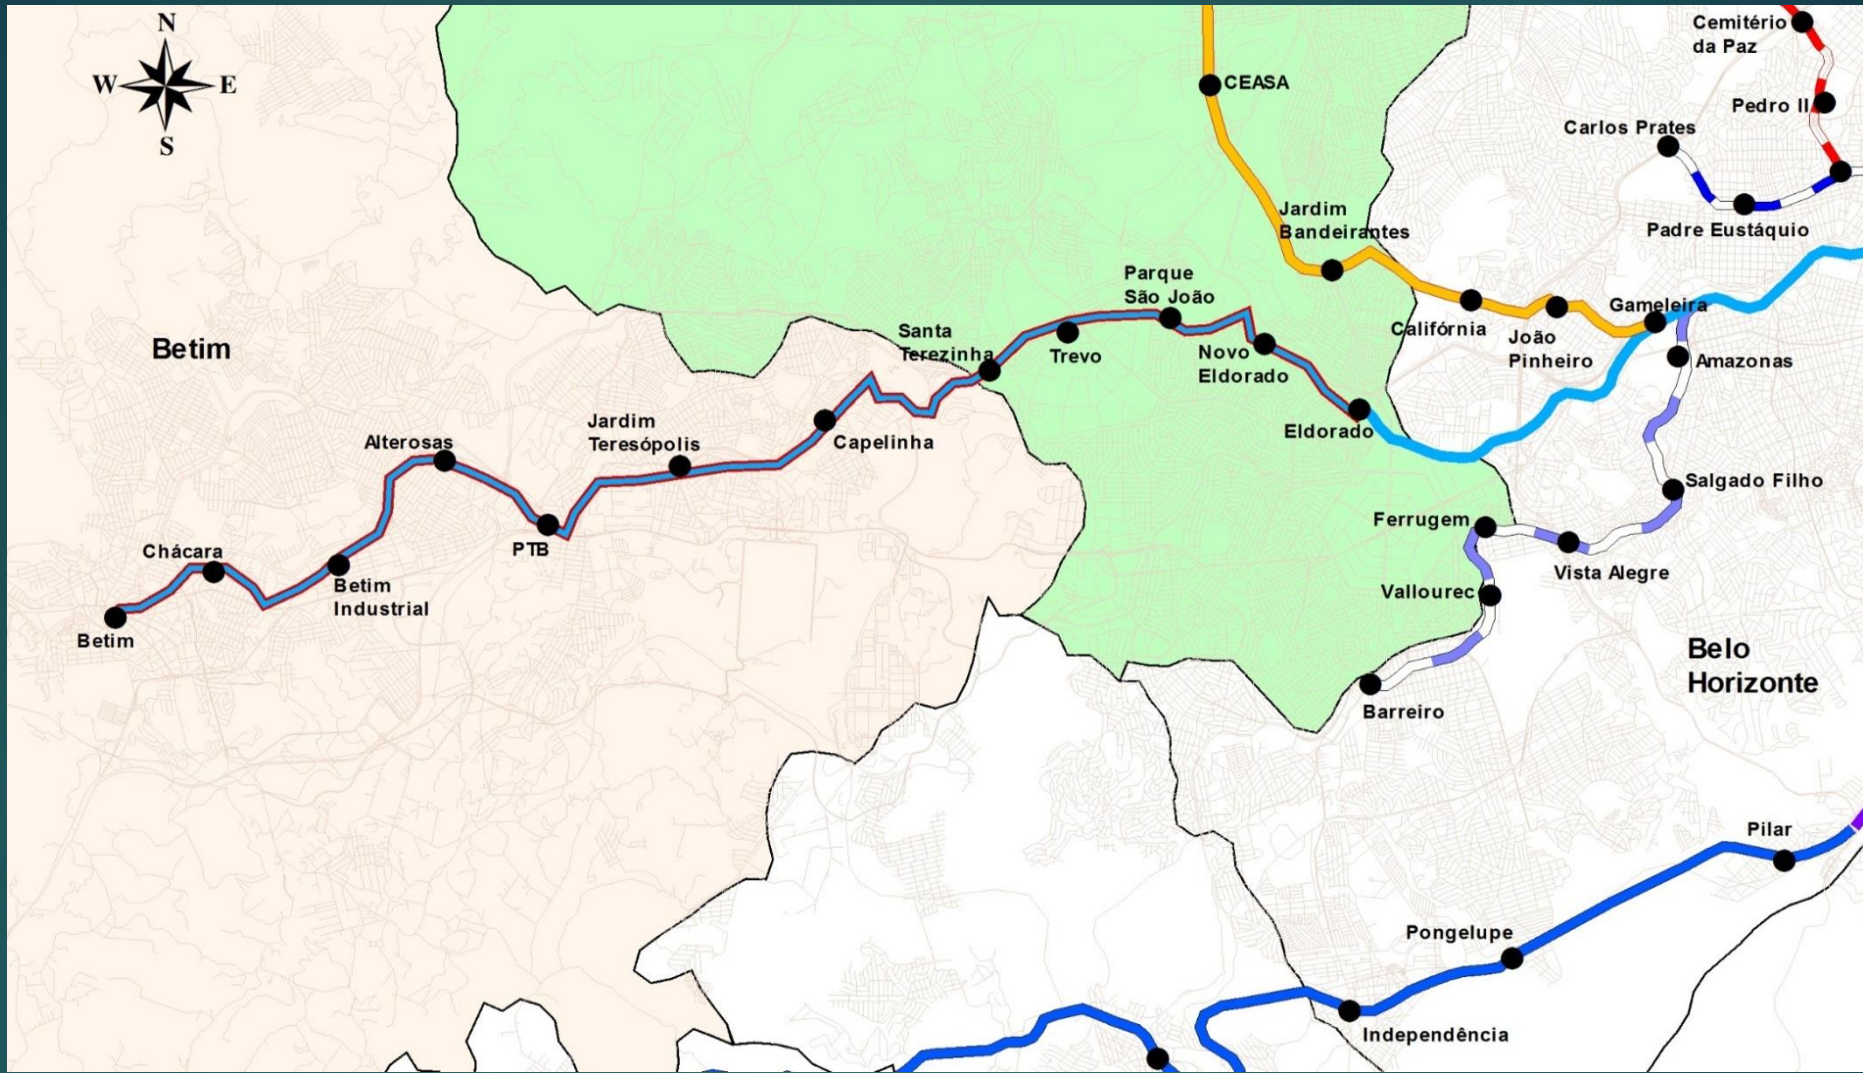 N
W
E
S
Cemitério
da Paz
CEASA
Pedro II
Carlos Prates
Jardim
Bandeirantes
Padre Eustáquio
Parque
São João
Gameleira
Santa
Terezinha
Califórnia
João
Pinheiro
Betim
Trevo
Novo
Eldorado
Amazonas
Jardim
Teresópolis
Alterosas
Capelinha
Eldorado
Salgado Filho
Ferrugem
PTB
Chácara
Vista Alegre
Betim
Industrial
Vallourec
Betim
Belo
Horizonte
Barreiro
Pilar
Pongelupe
Independência